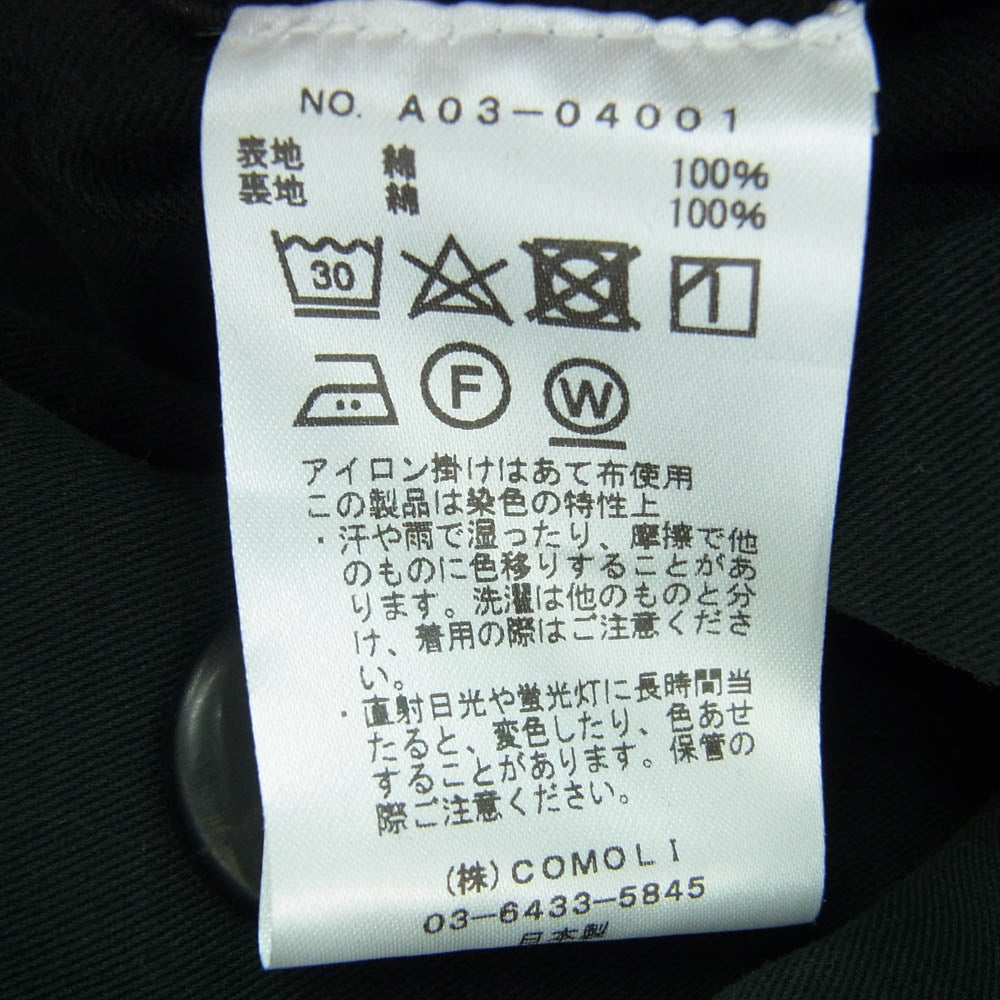 NO. A03-04001
表地 綿 100%
裏地 綿 100%
30
F W
アイロン掛けはあて布使用
この製品は染色の特性上
・汗や雨で湿ったり、摩擦で他
のものに色移りすることがあ
ります。洗濯は他のものと分
け、着用の際はご注意くださ
い。
・直射日光や蛍光灯に長時間当
たると、変色したり、色あせ
することがあります。保管の
際ご注意ください。
(株)COMOLI
03-6433-5845
日本製